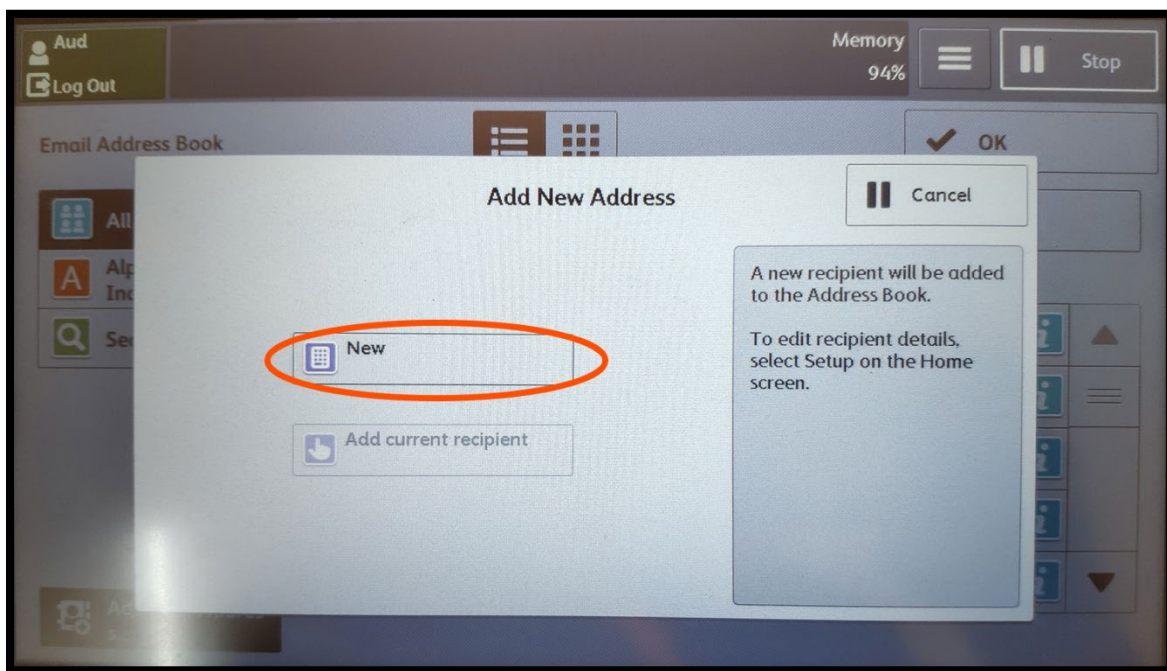 Aud
Log Out
Memory
94%
Stop
Email Address Book
OK
Add New Address
Cancel
All
A
New
Add current recipient
A new recipient will be added
to the Address Book.
To edit recipient details,
select Setup on the Home
screen.